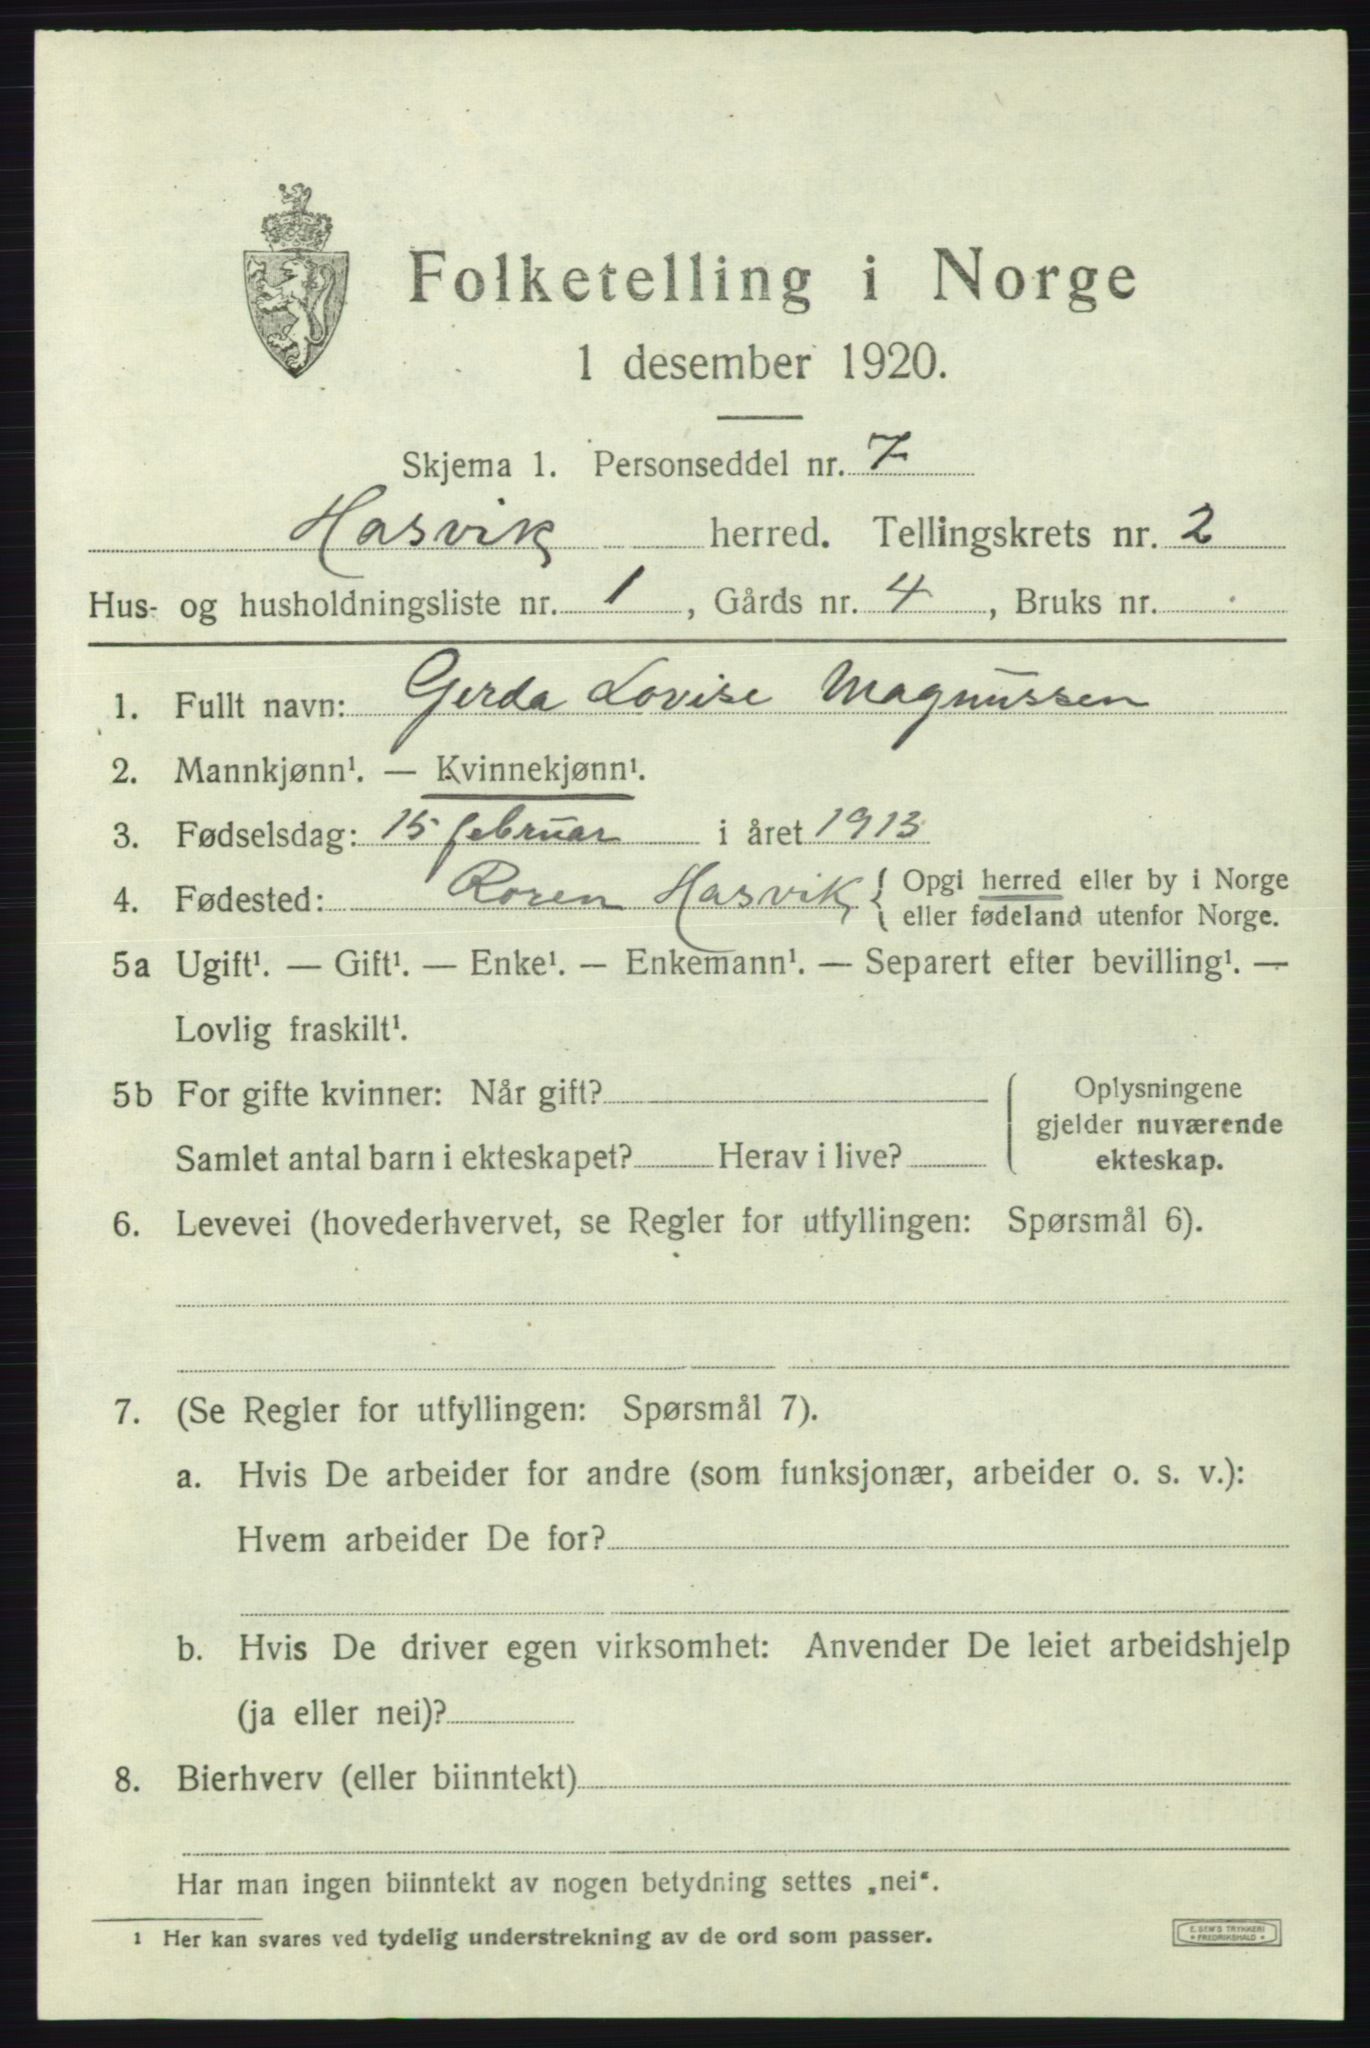 Folketelling i Norge
1 desember 1920.
Skjema 1. Personseddel nr. 7
Hasvik herred. Tellingskrets nr. 2
Hus- og husholdningsliste nr. 1, Gårds nr. 4, Bruks nr.
1. Fullt navn: Gerda Lovise Magnussen
2. Mannkjønn¹. — Kvinnekjønn¹.
3. Fødselsdag: 15 februar i året 1913
4. Fødested: Roren Hasvik { Opgi herred eller by i Norge
eller fødeland utenfor Norge.
5a Ugift¹. — Gift¹. — Enke¹. — Enkemann¹. — Separert efter bevilling¹. —
Lovlig fraskilt¹.
5b For gifte kvinner: Når gift?
Samlet antal barn i ekteskapet? Herav i live?
Oplysningene
gjelder nuværende
ekteskap.
6. Levevei (hovederhvervet, se Regler for utfyllingen: Spørsmål 6).
7. (Se Regler for utfyllingen: Spørsmål 7).
a. Hvis De arbeider for andre (som funksjonær, arbeider o. s. v.):
Hvem arbeider De for?
b. Hvis De driver egen virksomhet: Anvender De leiet arbeidshjelp
(ja eller nei)?
8. Bierhverv (eller biinntekt)
Har man ingen biinntekt av nogen betydning settes „nei“.
1 Her kan svares ved tydelig understrekning av de ord som passer.
E. SEM'S TRYKKERI
FREDRIKSHALD